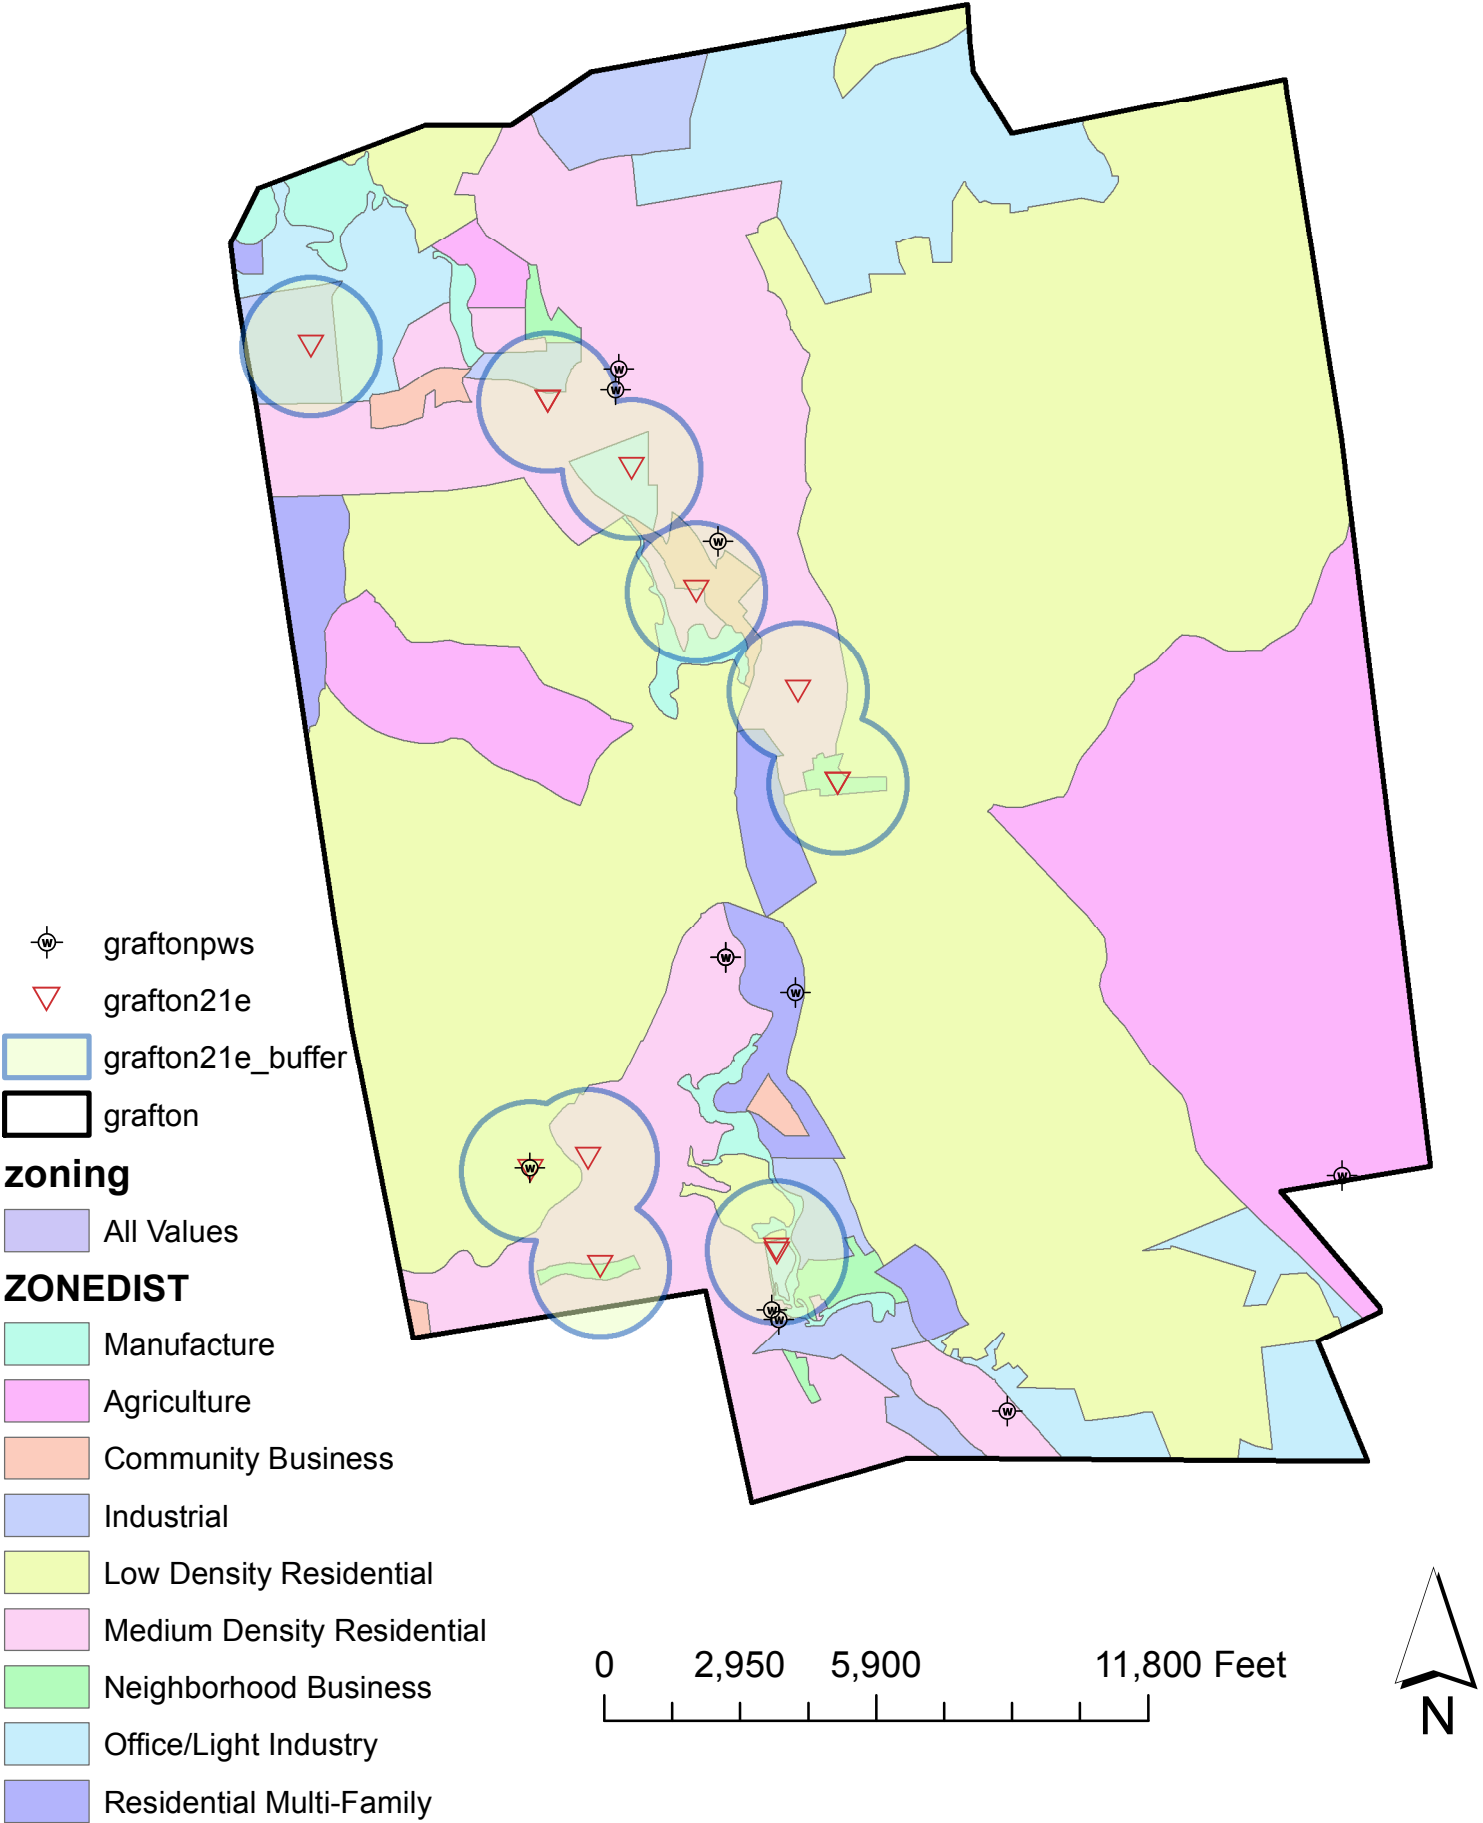 graftonpws
grafton21e
grafton21e_buffer
grafton
zoning
All Values
ZONEDIST
Manufacture
Agriculture
Community Business
Industrial
Low Density Residential
Medium Density Residential
Neighborhood Business
Office/Light Industry
Residential Multi-Family
0 2,950 5,900 11,800 Feet
N
W
W
W
W
W
W
W
W
W
W
W